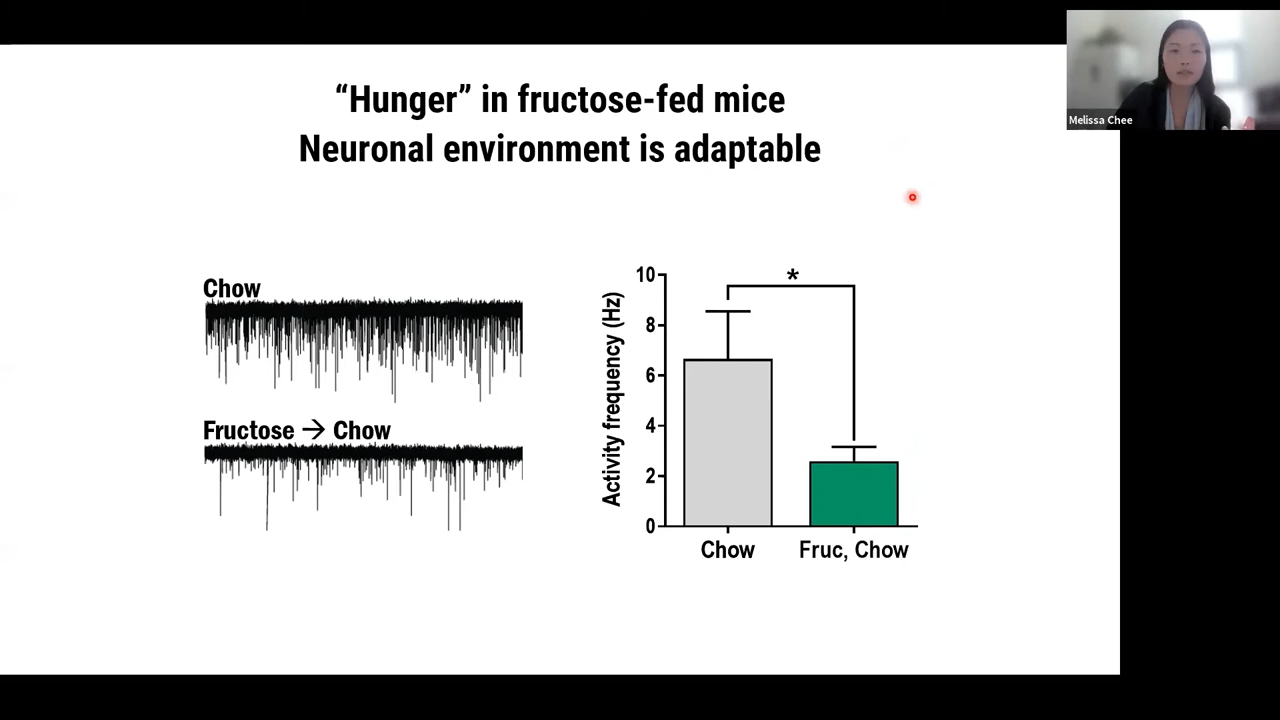 “Hunger” in fructose-fed mice
Neuronal environment is adaptable
Melissa Chee
Chow
Fructose → Chow
Activity frequency (Hz)
10
8
6
4
2
0
*
Chow
Fruc, Chow